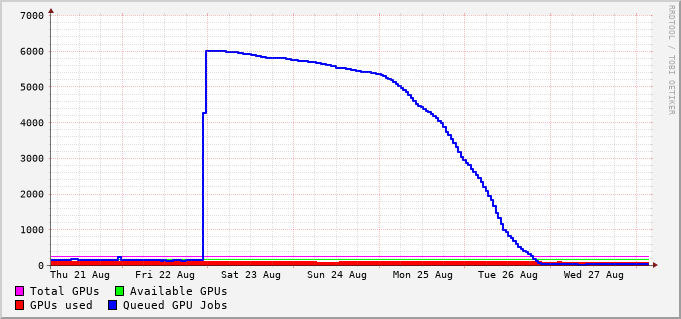 7000
6000
5000
4000
3000
2000
1000
0
Thu 21 Aug Fri 22 Aug Sat 23 Aug Sun 24 Aug Mon 25 Aug Tue 26 Aug Wed 27 Aug
Total GPUs Available GPUs
GPUs used Queued GPU Jobs
RRDTOOL / TOBI OETIKER